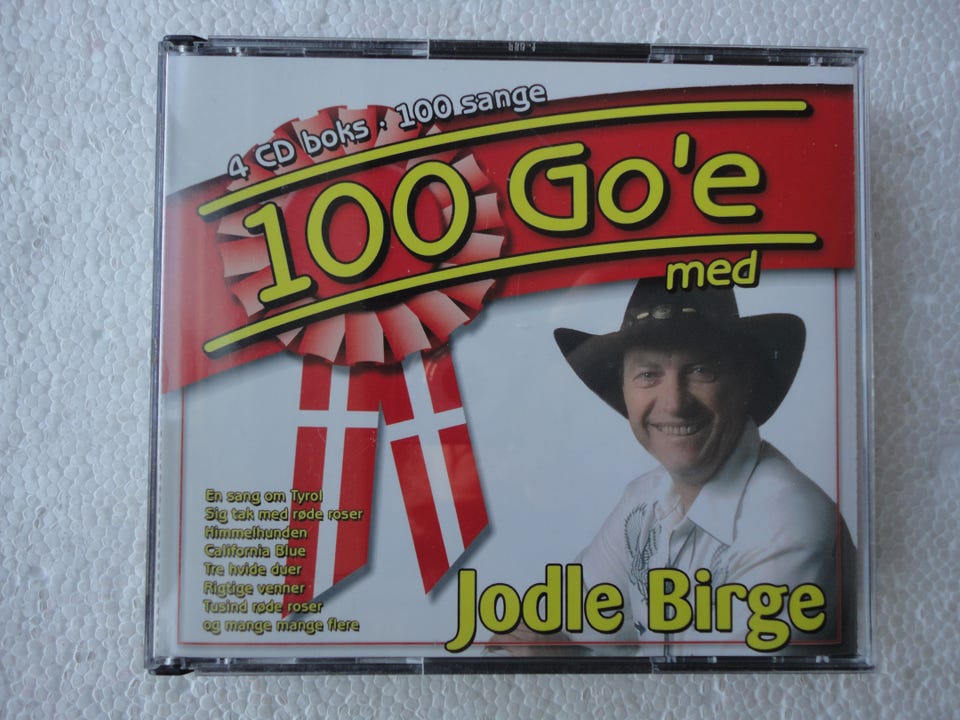 4 CD boks · 100 sange
100 Go'e
med
En sang om Tyrol
Sig tak med røde roser
Himmelhunden
California Blue
Tre hvide duer
Rigtige venner
Tusind røde roser
og mange mange flere
Jodle Birge